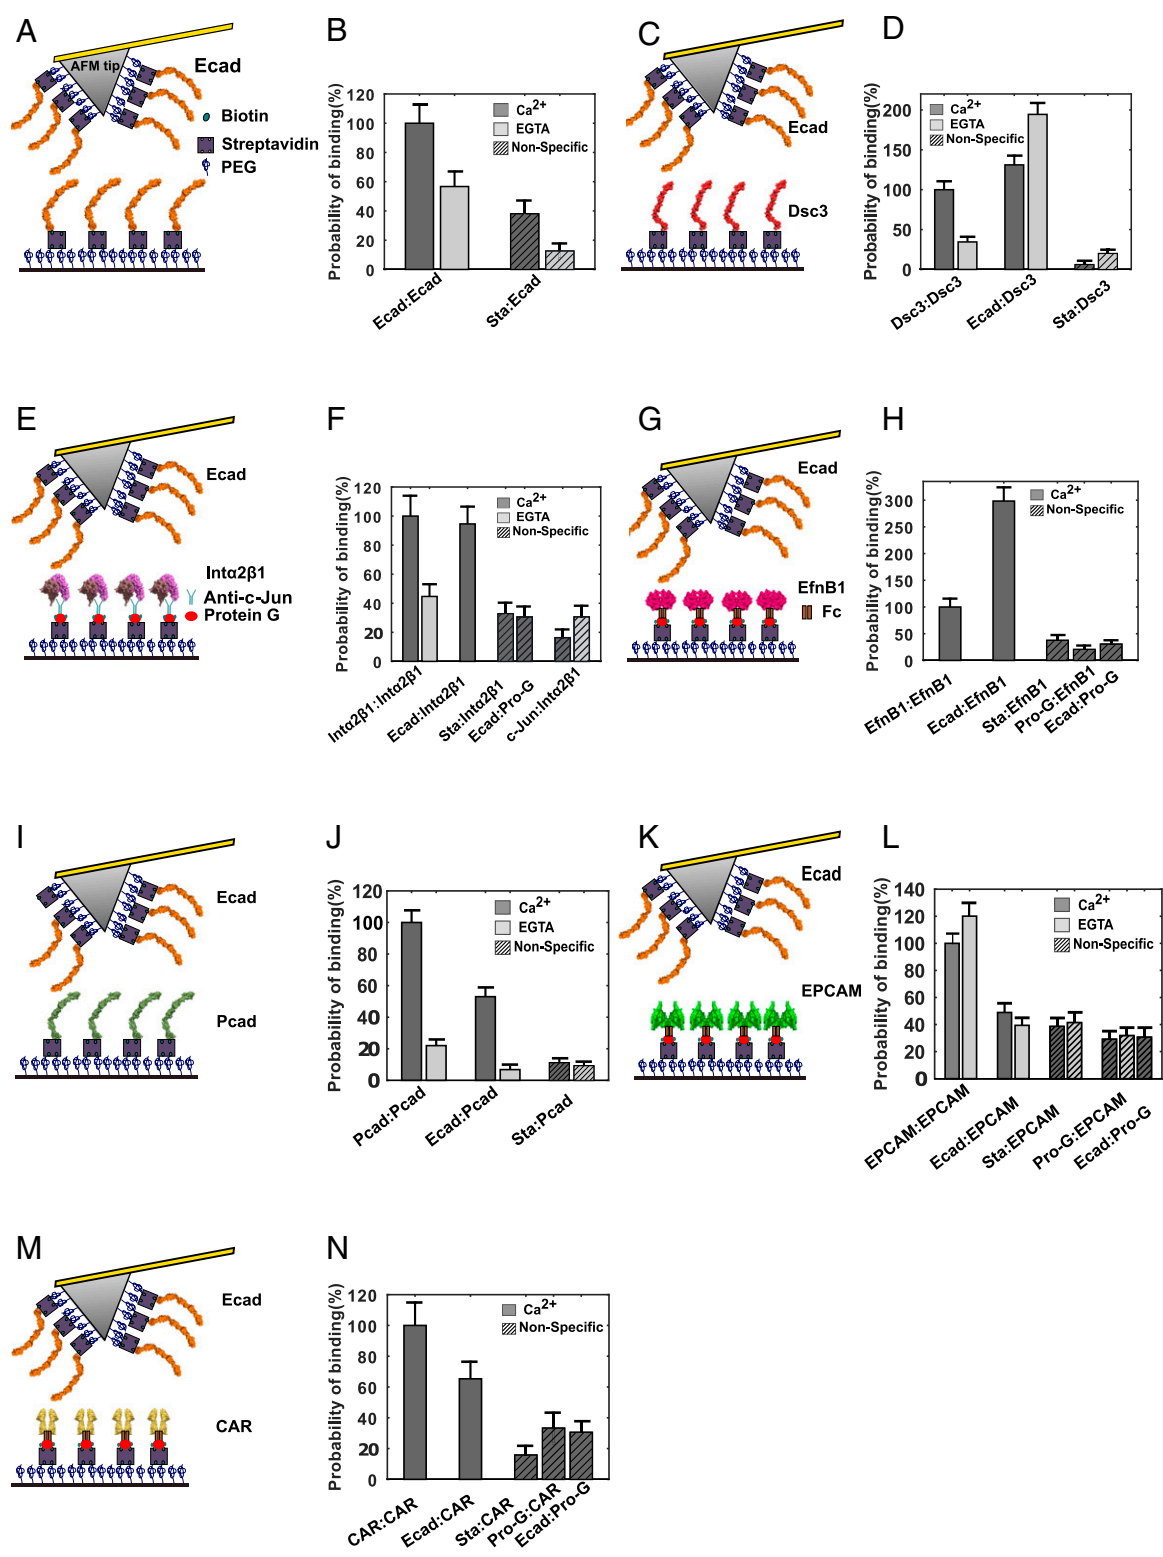 A
AFM tip
Ecad
Biotin
Streptavidin
PEG
B
Probability of binding(%)
120
100
80
60
40
20
0
Ca2+
EGTA
Non-Specific
Ecad:Ecad
Sta:Ecad
C
Ecad
Dsc3
D
Probability of binding(%)
200
150
100
50
0
Ca2+
EGTA
Non-Specific
Dsc3:Dsc3
Ecad:Dsc3
Sta:Dsc3
E
Ecad
Intα2β1
Anti-c-Jun
Protein G
F
Probability of binding(%)
120
100
80
60
40
20
0
Ca2+
EGTA
Non-Specific
Intα2β1:Intα2β1
Ecad:Intα2β1
Sta:Intα2β1
Ecad:Pro-G
c-Jun:Intα2β1
G
Ecad
EfnB1
Fc
H
Probability of binding(%)
300
250
200
150
100
50
0
Ca2+
Non-Specific
EfnB1:EfnB1
Ecad:EfnB1
Sta:EfnB1
Pro-G:EfnB1
Ecad:Pro-G
I
Ecad
Pcad
J
Probability of binding(%)
120
100
80
60
40
20
0
Ca2+
EGTA
Non-Specific
Pcad:Pcad
Ecad:Pcad
Sta:Pcad
K
Ecad
EPCAM
L
Probability of binding(%)
140
120
100
80
60
40
20
0
Ca2+
EGTA
Non-Specific
EPCAM:EPCAM
Ecad:EPCAM
Sta:EPCAM
Pro-G:EPCAM
Ecad:Pro-G
M
Ecad
CAR
N
Probability of binding(%)
120
100
80
60
40
20
0
Ca2+
Non-Specific
CAR:CAR
Ecad:CAR
Sta:CAR
Pro-G:CAR
Ecad:Pro-G